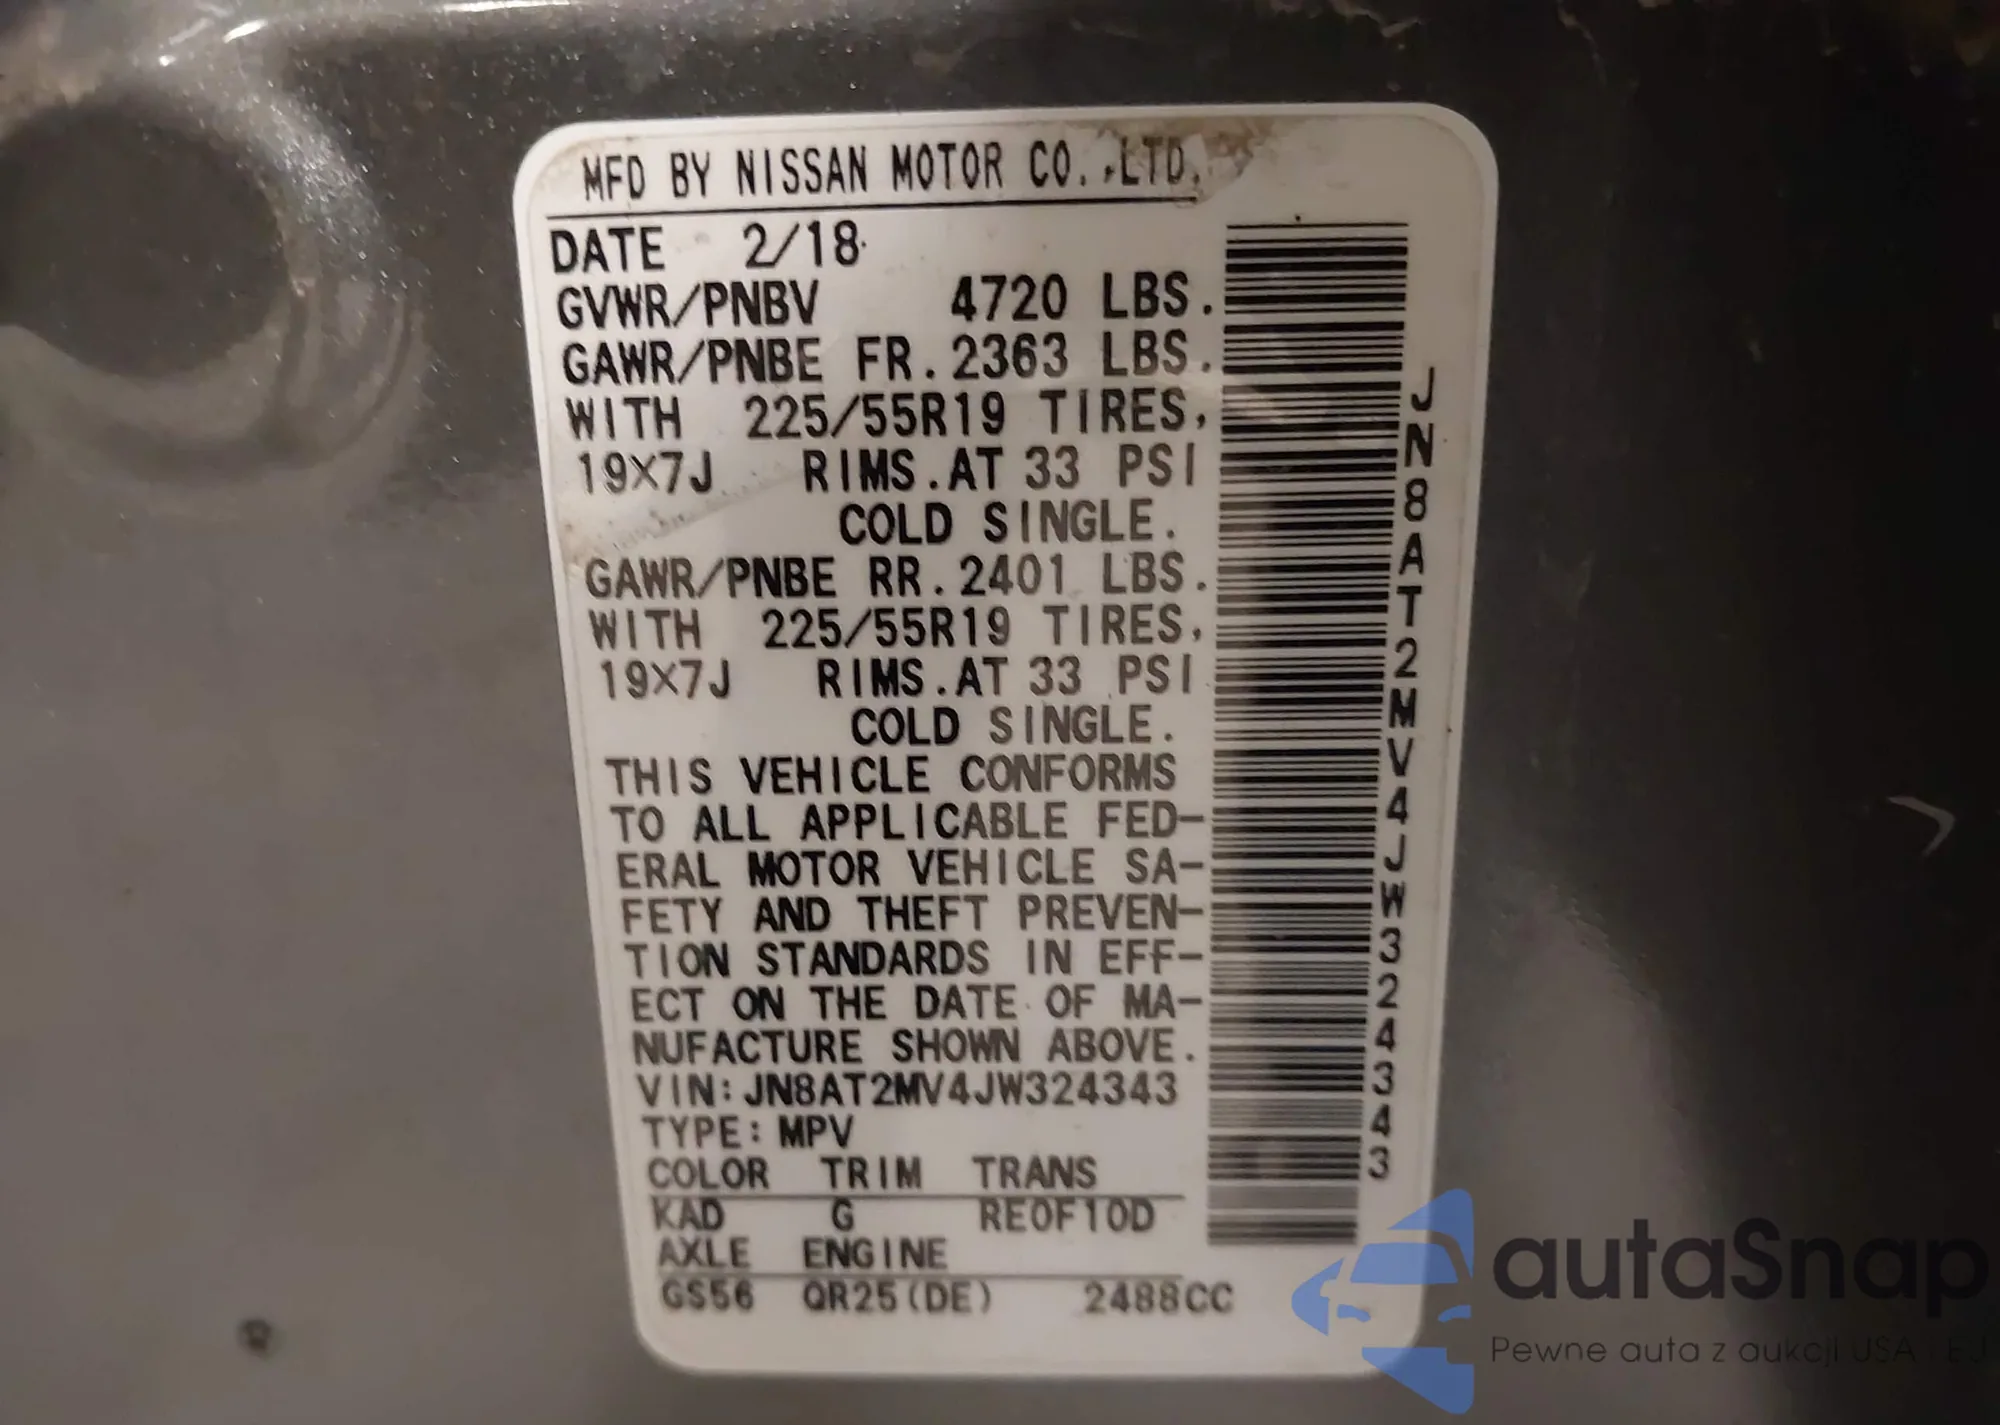 MFD BY NISSAN MOTOR CO.,LTD.
DATE 2/18
GVWR/PNBV 4720 LBS.
GAWR/PNBE FR.2363 LBS.
WITH 225/55R19 TIRES,
19X7J RIMS.AT 33 PSI
COLD SINGLE.
GAWR/PNBE RR.2401 LBS.
WITH 225/55R19 TIRES,
19X7J RIMS.AT 33 PSI
COLD SINGLE.
THIS VEHICLE CONFORMS
TO ALL APPLICABLE FED-
ERAL MOTOR VEHICLE SA-
FETY AND THEFT PREVEN-
TION STANDARDS IN EFF-
ECT ON THE DATE OF MA-
NUFACTURE SHOWN ABOVE.
VIN:JN8AT2MV4JW324343
TYPE:MPV
COLOR TRIM TRANS
KAD G RE0F10D
AXLE ENGINE
GS56 QR25(DE) 2488CC
JN8AT2MV4JW324343
autaSnap
Pewne auta z aukcji USA i EU